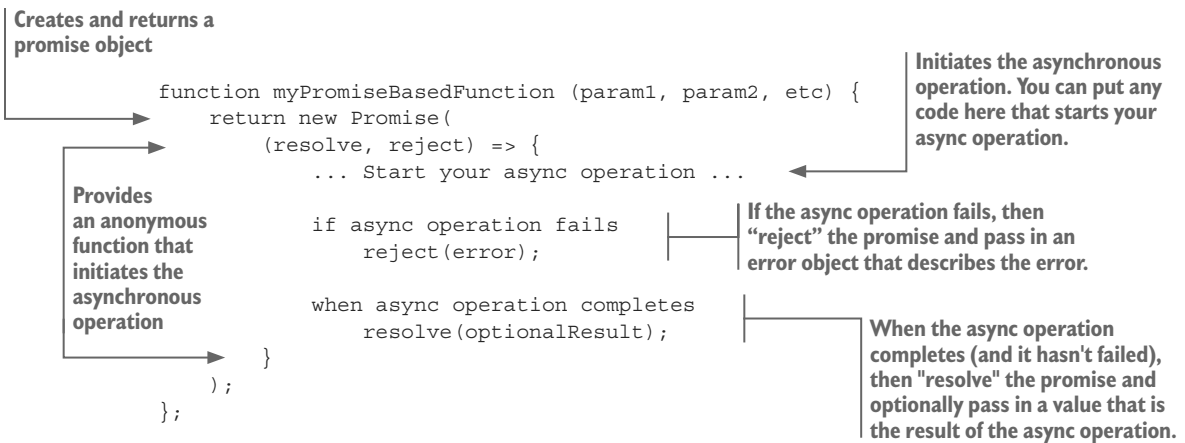 Creates and returns a
promise object
Initiates the asynchronous
operation. You can put any
code here that starts your
async operation.
function myPromiseBasedFunction (param1, param2, etc) {
    return new Promise(
        (resolve, reject) => {
            ... Start your async operation ...
Provides
an anonymous
function that
initiates the
asynchronous
operation
            if async operation fails
                reject(error);
If the async operation fails, then
“reject” the promise and pass in an
error object that describes the error.
            when async operation completes
                resolve(optionalResult);
When the async operation
completes (and it hasn't failed),
then "resolve" the promise and
optionally pass in a value that is
the result of the async operation.
        }
    );
};